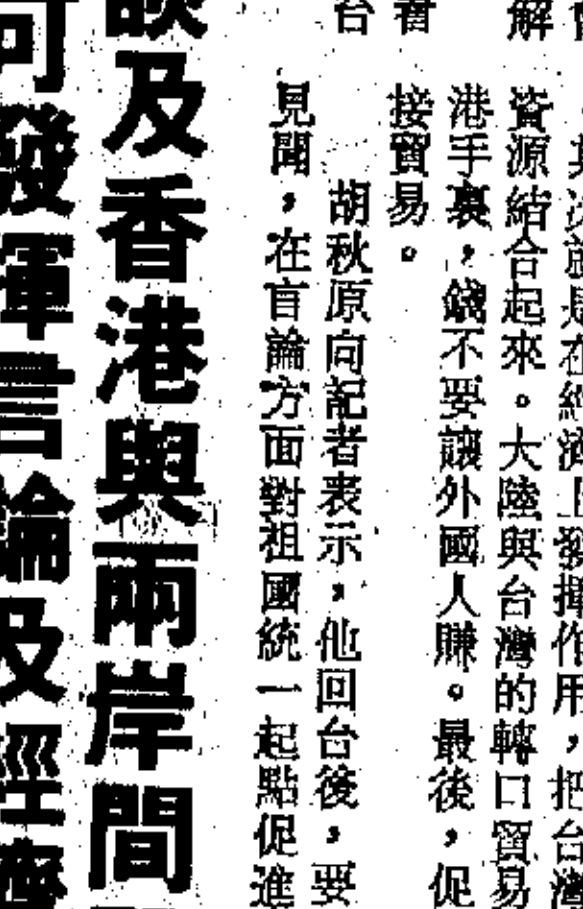 解
其次就是在經濟上發揮作用，把台灣
資源結合起來。大陸與台灣的轉口貿易
港手裏，錢不要讓外國人賺。最後，促
接貿易。
胡秋原向記者表示，他回台後，要
見聞，在言論方面對祖國統一起點促進
台
談及香港與兩岸間
可發揮言論及經濟